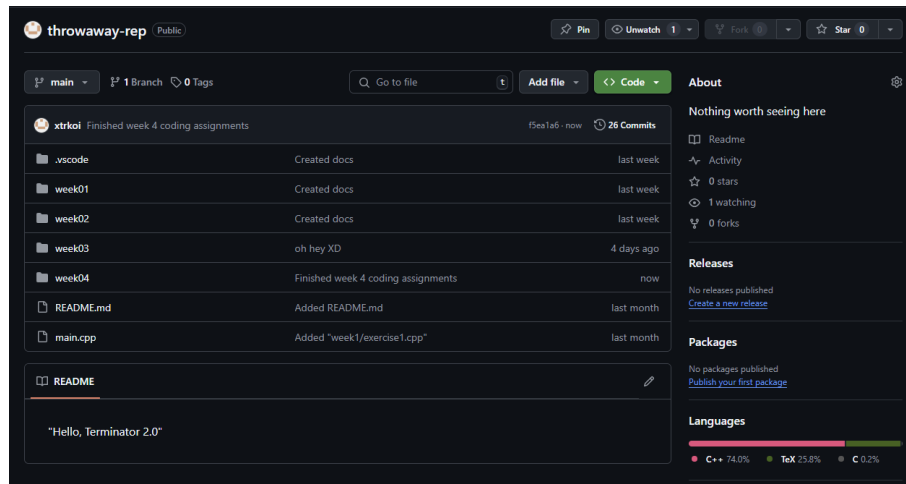 throwaway-rep Public
Pin
Unwatch 1
Fork 0
Star 0
main
1 Branch
0 Tags
Go to file
t
Add file
Code
xtrkoi Finished week 4 coding assignments f5ea1a6 · now 26 Commits
.vscode Created docs last week
week01 Created docs last week
week02 Created docs last week
week03 oh hey XD 4 days ago
week04 Finished week 4 coding assignments now
README.md Added README.md last month
main.cpp Added "week1/exercise1.cpp" last month
README
"Hello, Terminator 2.0"
About
Nothing worth seeing here
Readme
Activity
0 stars
1 watching
0 forks
Releases
No releases published
Create a new release
Packages
No packages published
Publish your first package
Languages
C++ 74.0% TeX 25.8% C 0.2%